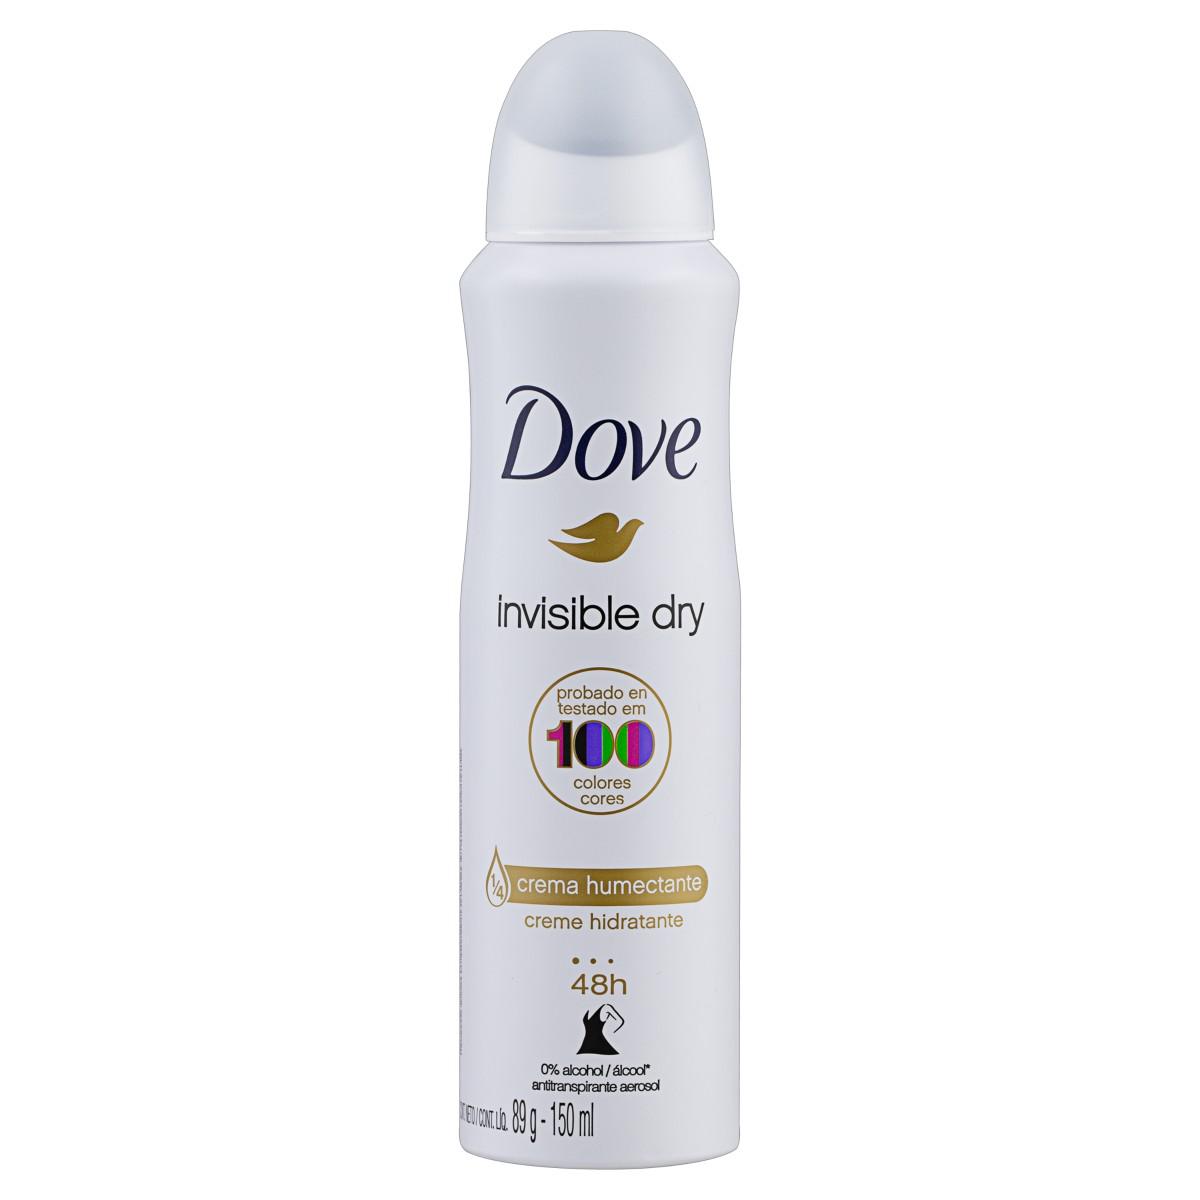 Dove
invisible dry
probado en
testado em
100
colores
cores
1/4
crema humectante
creme hidratante
48h
0% alcohol / álcool*
antitranspirante aerosol
NETO / CONT. LÍQ. 89 g - 150 ml